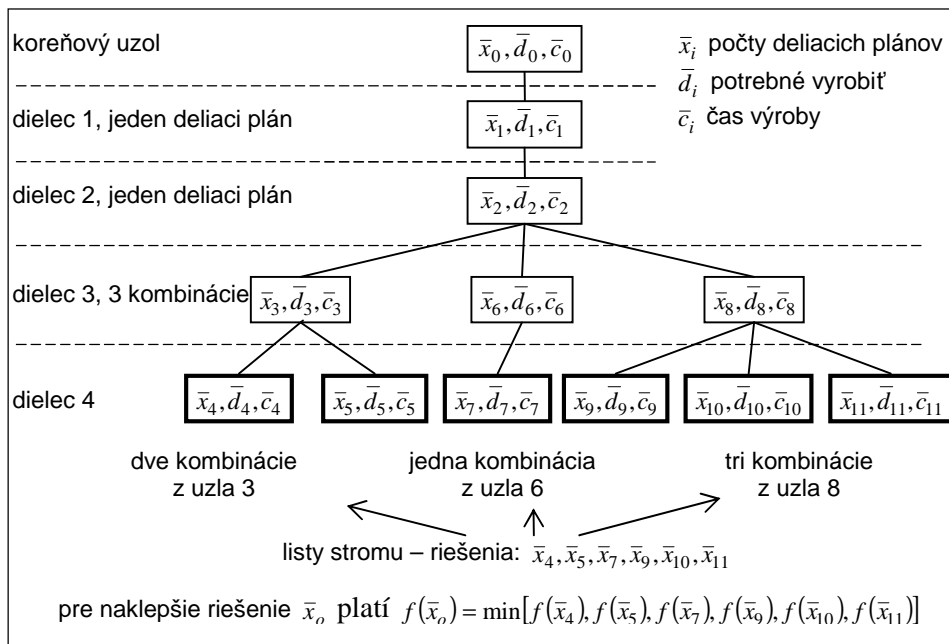 koreňový uzol
x̄₀, d̄₀, c̄₀
x̄ᵢ počty deliacich plánov
d̄ᵢ potrebné vyrobiť
c̄ᵢ čas výroby
dielec 1, jeden deliaci plán
x̄₁, d̄₁, c̄₁
dielec 2, jeden deliaci plán
x̄₂, d̄₂, c̄₂
dielec 3, 3 kombinácie
x̄₃, d̄₃, c̄₃
x̄₆, d̄₆, c̄₆
x̄₈, d̄₈, c̄₈
dielec 4
x̄₄, d̄₄, c̄₄
x̄₅, d̄₅, c̄₅
x̄₇, d̄₇, c̄₇
x̄₉, d̄₉, c̄₉
x̄₁₀, d̄₁₀, c̄₁₀
x̄₁₁, d̄₁₁, c̄₁₁
dve kombinácie
z uzla 3
jedna kombinácia
z uzla 6
tri kombinácie
z uzla 8
listy stromu – riešenia: x̄₄, x̄₅, x̄₇, x̄₉, x̄₁₀, x̄₁₁
pre naklepšie riešenie x̄ₒ platí f(x̄ₒ) = min[f(x̄₄), f(x̄₅), f(x̄₇), f(x̄₉), f(x̄₁₀), f(x̄₁₁)]